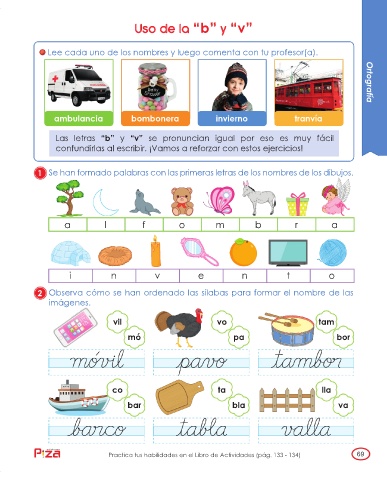 Uso de la “b” y “v”
Lee cada uno de los nombres y luego comenta con tu profesor(a).
Ortografía
ambulancia bombonera invierno tranvía
Las letras “b” y “v” se pronuncian igual por eso es muy fácil
confundirlas al escribir. ¡Vamos a reforzar con estos ejercicios!
1 Se han formado palabras con las primeras letras de los nombres de los dibujos.
a l f o m b r a
i n v e n t o
2 Observa cómo se han ordenado las sílabas para formar el nombre de las
imágenes.
vil vo tam
mó pa bor
móvil pavo tambor
co ta lla
bar bla va
barco tabla valla
Piza
Practica tus habilidades en el Libro de Actividades (pág. 133 - 134)
69